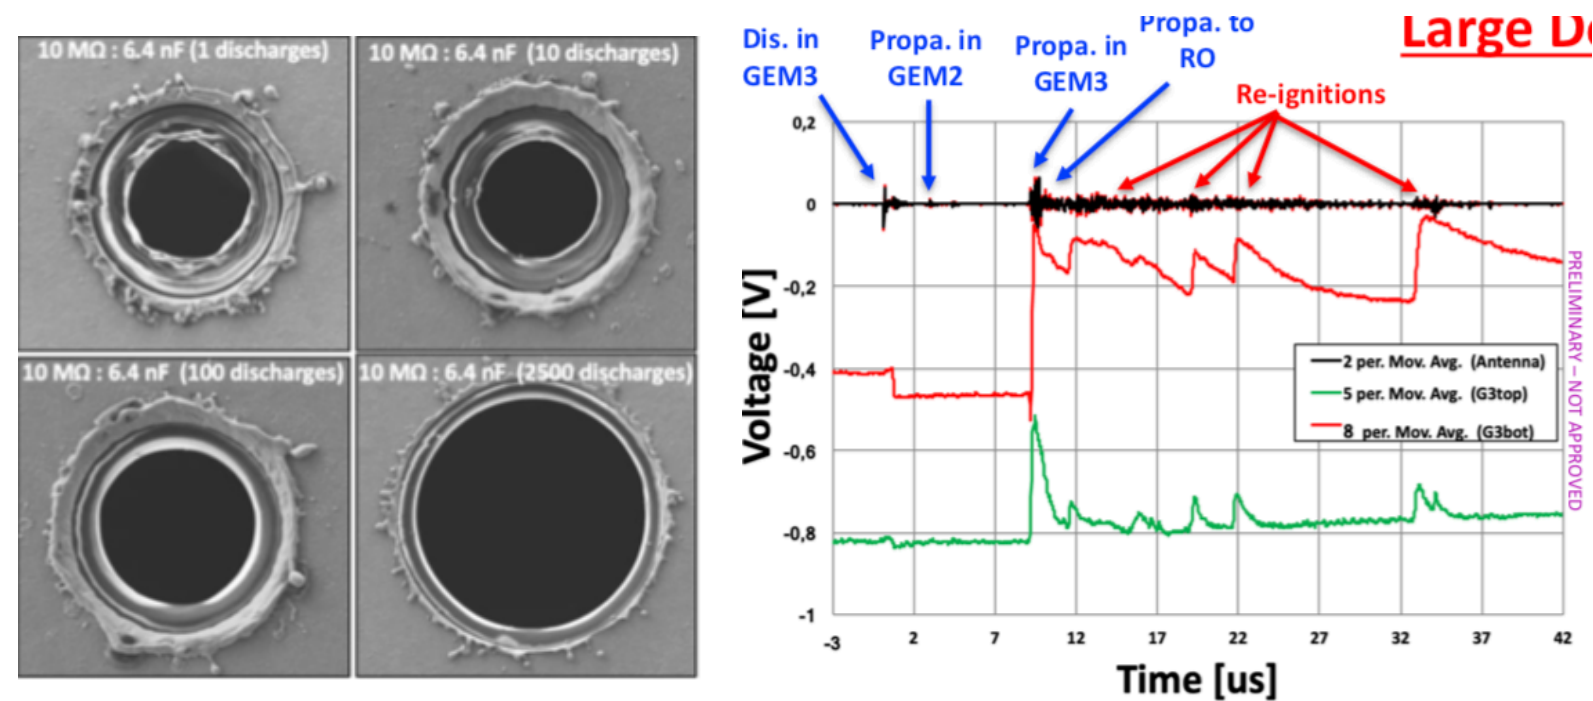 10 MΩ : 6.4 nF (1 discharges)
10 MΩ : 6.4 nF (10 discharges)
10 MΩ : 6.4 nF (100 discharges)
10 MΩ : 6.4 nF (2500 discharges)
Large
Dis. in
GEM3
Propa. in
GEM2
Propa. in
GEM3
Propa. to
RO
Re-ignitions
0,2
0
-0,2
-0,4
-0,6
-0,8
-1
Voltage [V]
2 per. Mov. Avg. (Antenna)
5 per. Mov. Avg. (G3top)
8 per. Mov. Avg. (G3bot)
-3 2 7 12 17 22 27 32 37 42
Time [us]
PRELIMINARY – NOT APPROVED